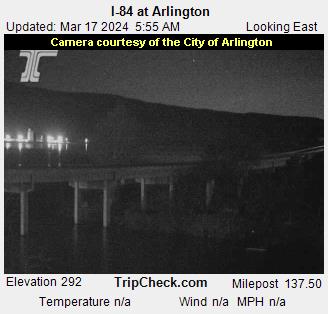 I-84 at Arlington
Updated: Mar 17 2024 5:55 AM Looking East
Camera courtesy of the City of Arlington
Elevation 292 TripCheck.com Milepost 137.50
Temperature n/a Wind n/a MPH n/a